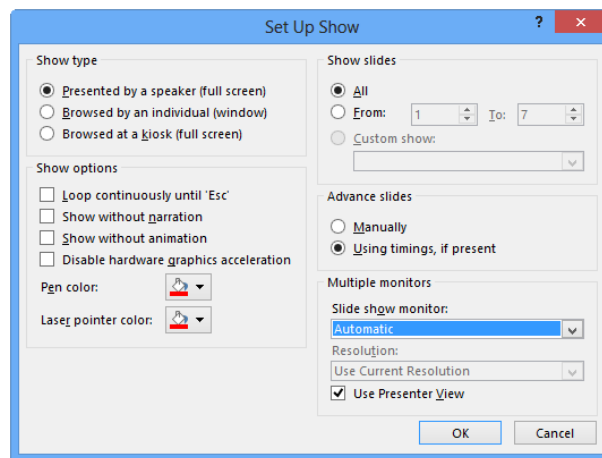 Set Up Show
?
Show type
Presented by a speaker (full screen)
Browsed by an individual (window)
Browsed at a kiosk (full screen)
Show options
Loop continuously until 'Esc'
Show without narration
Show without animation
Disable hardware graphics acceleration
Pen color:
Laser pointer color:
Show slides
All
From: 1 To: 7
Custom show:
Advance slides
Manually
Using timings, if present
Multiple monitors
Slide show monitor:
Automatic
Resolution:
Use Current Resolution
Use Presenter View
OK Cancel